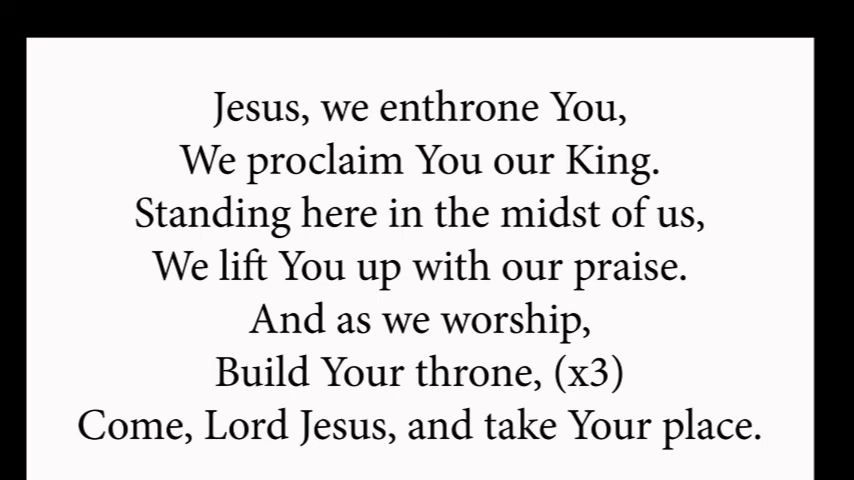 Jesus, we enthrone You,
We proclaim You our King.
Standing here in the midst of us,
We lift You up with our praise.
And as we worship,
Build Your throne, (x3)
Come, Lord Jesus, and take Your place.